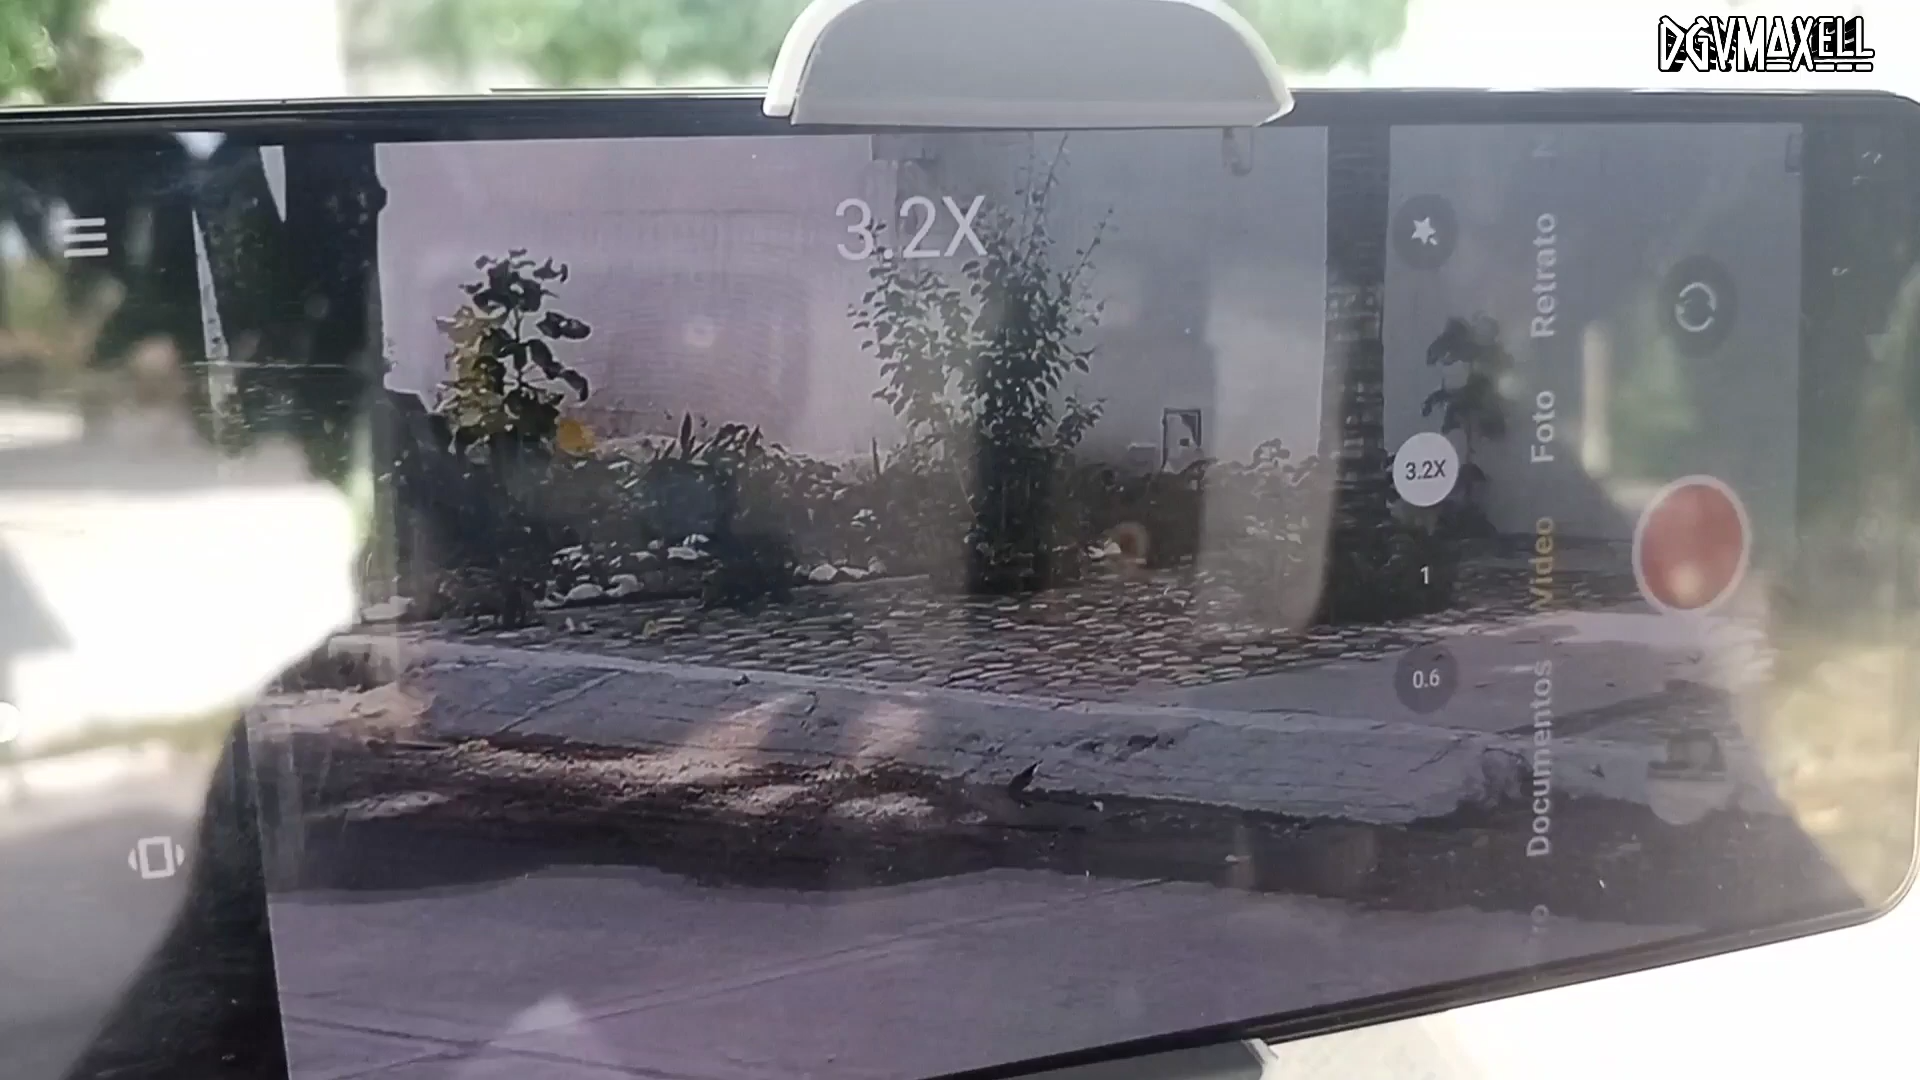 DGVMAXELL
3.2X
Retrato
Foto
Video
Documentos
3.2X
1
0.6